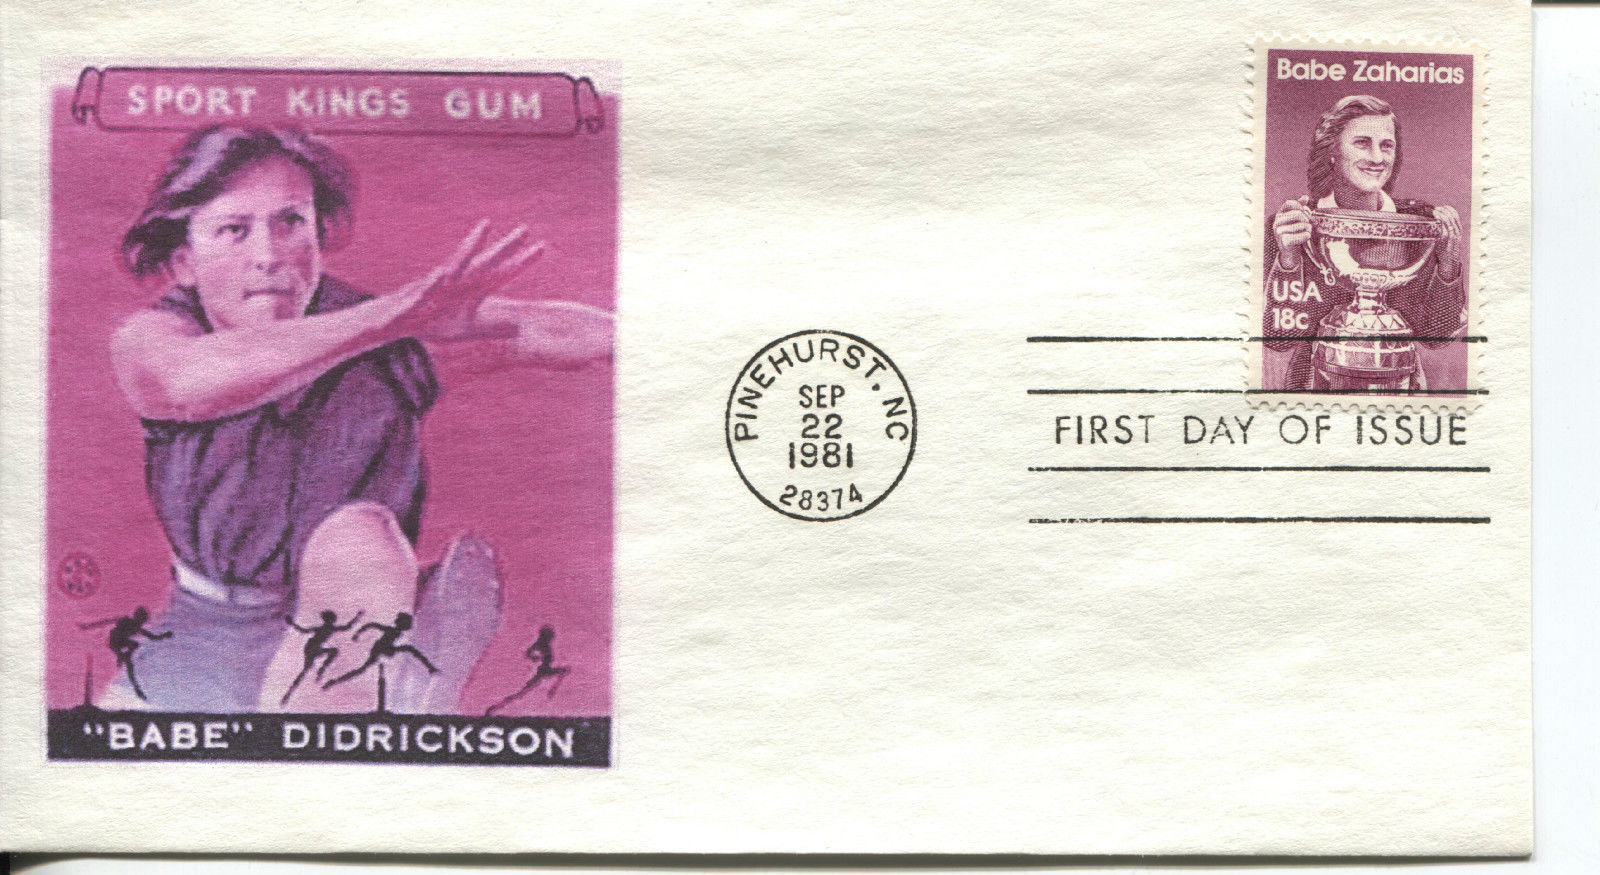 SPORT KINGS GUM
"BABE" DIDRICKSON
PINEHURST, NC
SEP
22
1981
28374
Babe Zaharias
USA
18c
FIRST DAY OF ISSUE